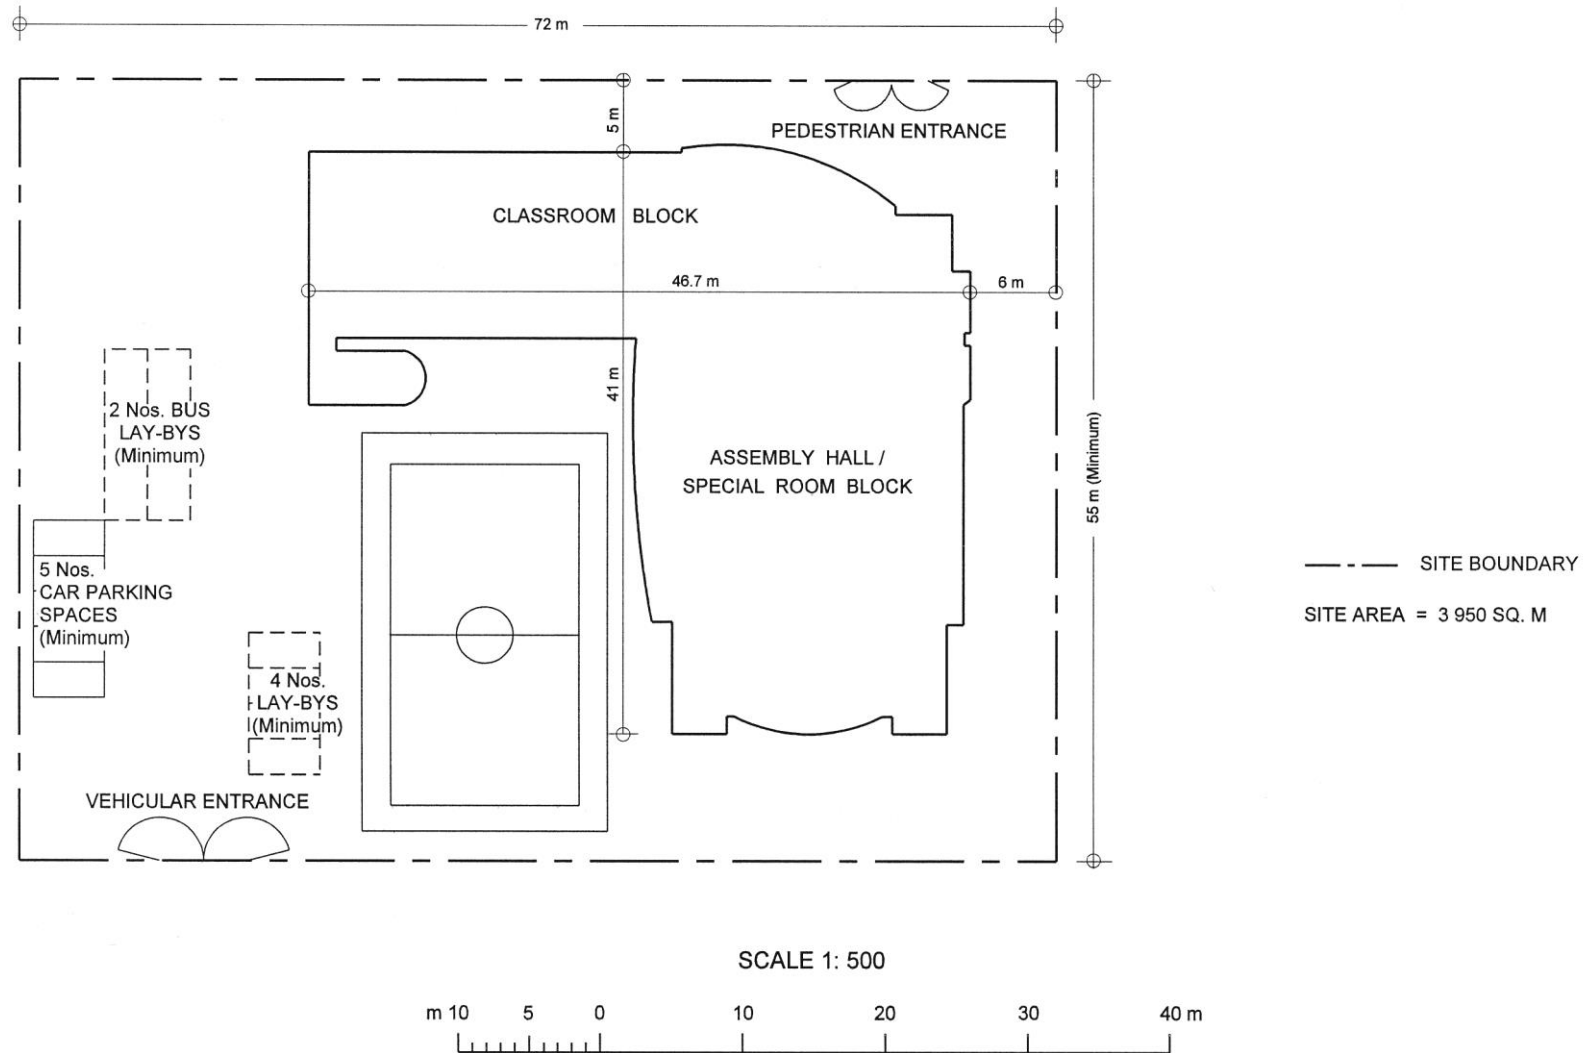 72 m
5 m
PEDESTRIAN ENTRANCE
CLASSROOM BLOCK
46.7 m
6 m
41 m
2 Nos. BUS
LAY-BYS
(Minimum)
55 m (Minimum)
ASSEMBLY HALL /
SPECIAL ROOM BLOCK
5 Nos.
CAR PARKING
SPACES
(Minimum)
4 Nos.
LAY-BYS
(Minimum)
VEHICULAR ENTRANCE
SITE BOUNDARY
SITE AREA = 3 950 SQ. M
SCALE 1: 500
m 10 5 0 10 20 30 40 m